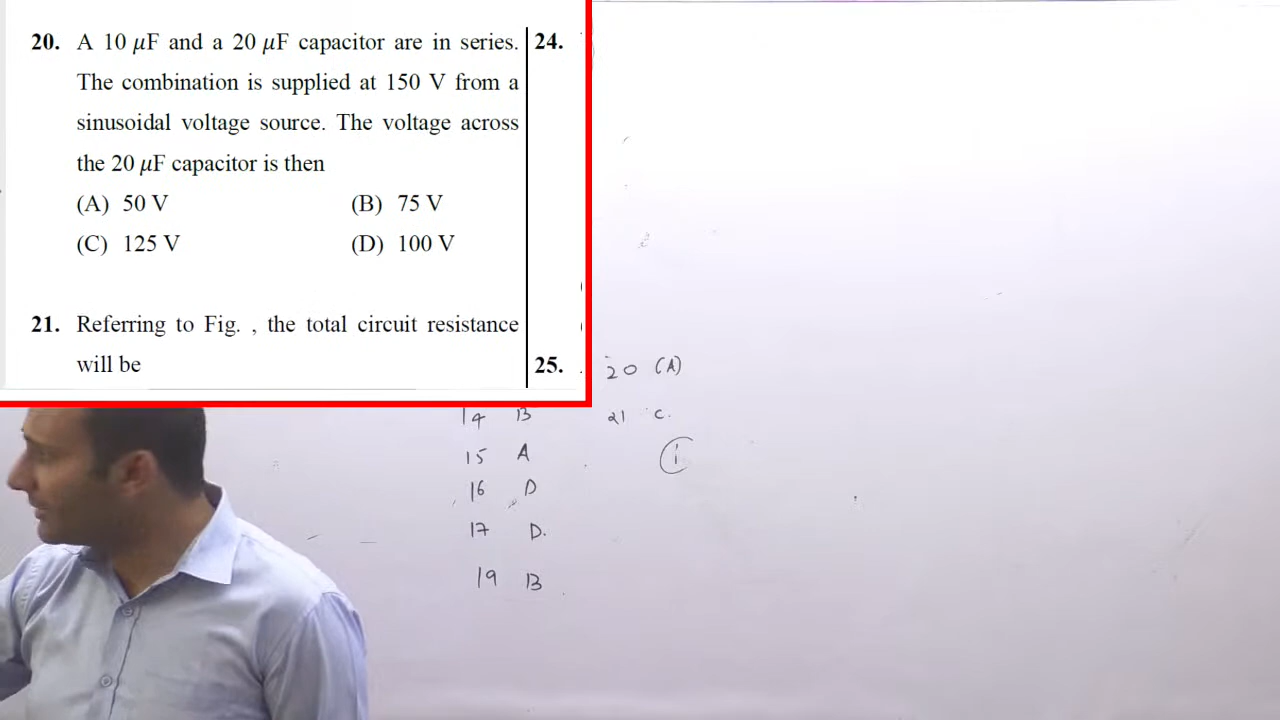 20. A 10 μF and a 20 μF capacitor are in series.
The combination is supplied at 150 V from a
sinusoidal voltage source. The voltage across
the 20 μF capacitor is then
(A) 50 V (B) 75 V
(C) 125 V (D) 100 V
21. Referring to Fig. , the total circuit resistance
will be
24.
25.
14 B
15 A
16 D
17 D.
19 B
20 (A)
21 C.
1